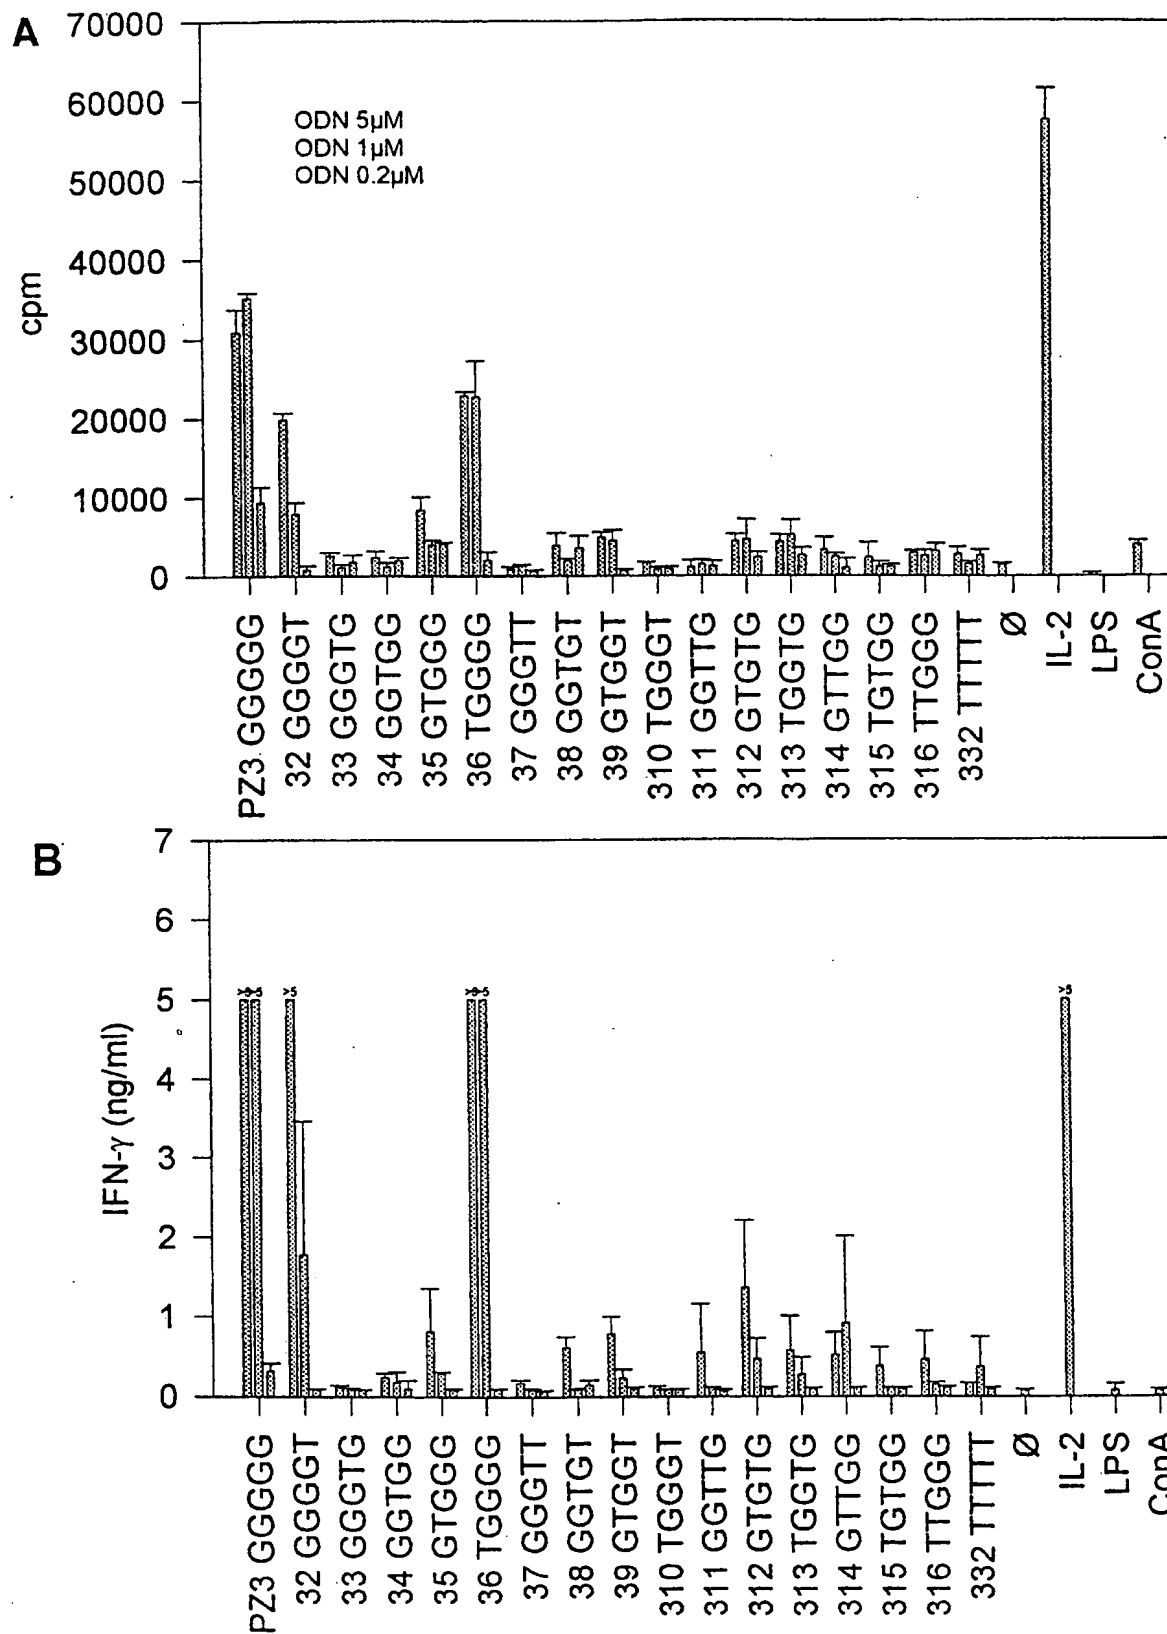 A
70000
60000
50000
40000
30000
20000
10000
0
cpm
ODN 5µM
ODN 1µM
ODN 0.2µM
PZ3 GGGGGG
32 GGGGT
33 GGGTG
34 GGTGG
35 GTGGG
36 TGGGG
37 GGGTT
38 GGTGT
39 GTGGT
310 TGGGT
311 GGTTG
312 GTGTG
313 TGGTG
314 GTTGG
315 TGTGG
316 TTGGG
332 TTTTT
Ø
IL-2
LPS
ConA
B
7
6
5
4
3
2
1
0
IFN-γ (ng/ml)
>5
>5
>5
>5
>5
>5
PZ3 GGGGGG
32 GGGGT
33 GGGTG
34 GGTGG
35 GTGGG
36 TGGGG
37 GGGTT
38 GGTGT
39 GTGGT
310 TGGGT
311 GGTTG
312 GTGTG
313 TGGTG
314 GTTGG
315 TGTGG
316 TTGGG
332 TTTTT
Ø
IL-2
LPS
ConA